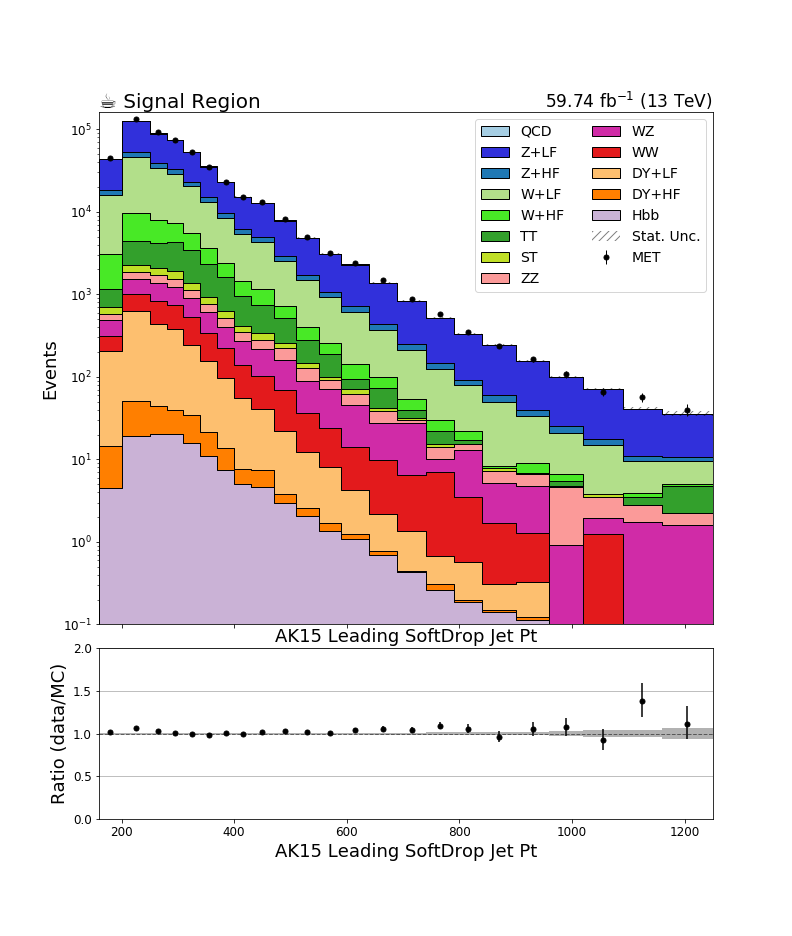 ☕ Signal Region
59.74 fb⁻¹ (13 TeV)
QCD
Z+LF
Z+HF
W+LF
W+HF
TT
ST
ZZ
WZ
WW
DY+LF
DY+HF
Hbb
Stat. Unc.
MET
Events
10⁵
10⁴
10³
10²
10¹
10⁰
10⁻¹
AK15 Leading SoftDrop Jet Pt
Ratio (data/MC)
2.0
1.5
1.0
0.5
0.0
200 400 600 800 1000 1200
AK15 Leading SoftDrop Jet Pt